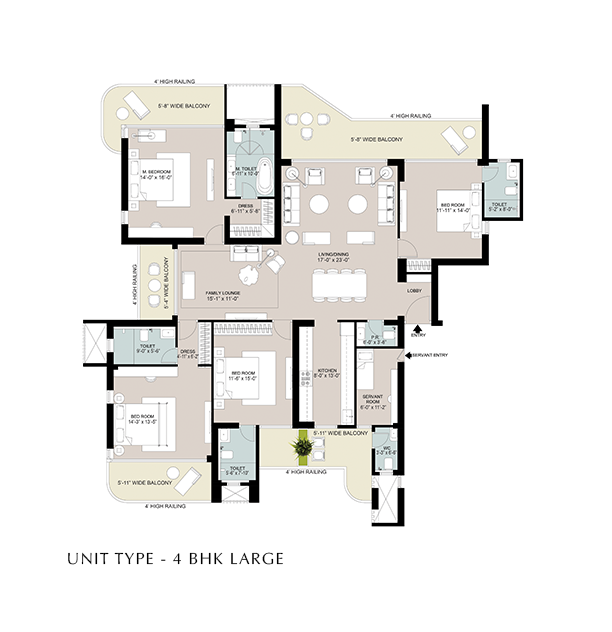 4' HIGH RAILING
5'-8" WIDE BALCONY
4' HIGH RAILING
5'-8" WIDE BALCONY
M. BEDROOM
14'-0" x 16'-0"
M. TOILET
8'-11" x 10'-0"
DRESS
6'-11" x 5'-8"
BED ROOM
11'-11" x 14'-0"
TOILET
5'-2" x 8'-0"
LIVING/DINING
17'-0" x 23'-0"
4' HIGH RAILING
5'-4" WIDE BALCONY
FAMILY LOUNGE
15'-1" x 11'-0"
LOBBY
ENTRY
TOILET
9'-0" x 5'-6"
DRESS
4'-11" x 5'-2"
P.R.
6'-0" x 3'-6"
SERVANT ENTRY
BED ROOM
11'-6" x 15'-0"
KITCHEN
8'-0" x 13'-0"
SERVANT
ROOM
6'-0" x 11'-2"
BED ROOM
14'-3" x 13'-6"
5'-11" WIDE BALCONY
4' HIGH RAILING
TOILET
5'-6" x 7'-10"
WC
3'-0" x 6'-8"
5'-11" WIDE BALCONY
4' HIGH RAILING
UNIT TYPE - 4 BHK LARGE